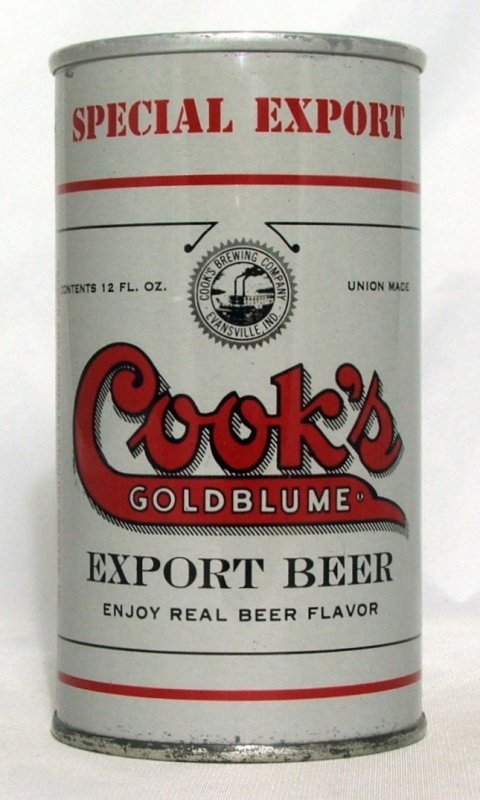 SPECIAL EXPORT
COOK'S BREWING COMPANY
EVANSVILLE, IND.
CONTENTS 12 FL. OZ.
UNION MADE
Cook's
GOLDBLUME
EXPORT BEER
ENJOY REAL BEER FLAVOR